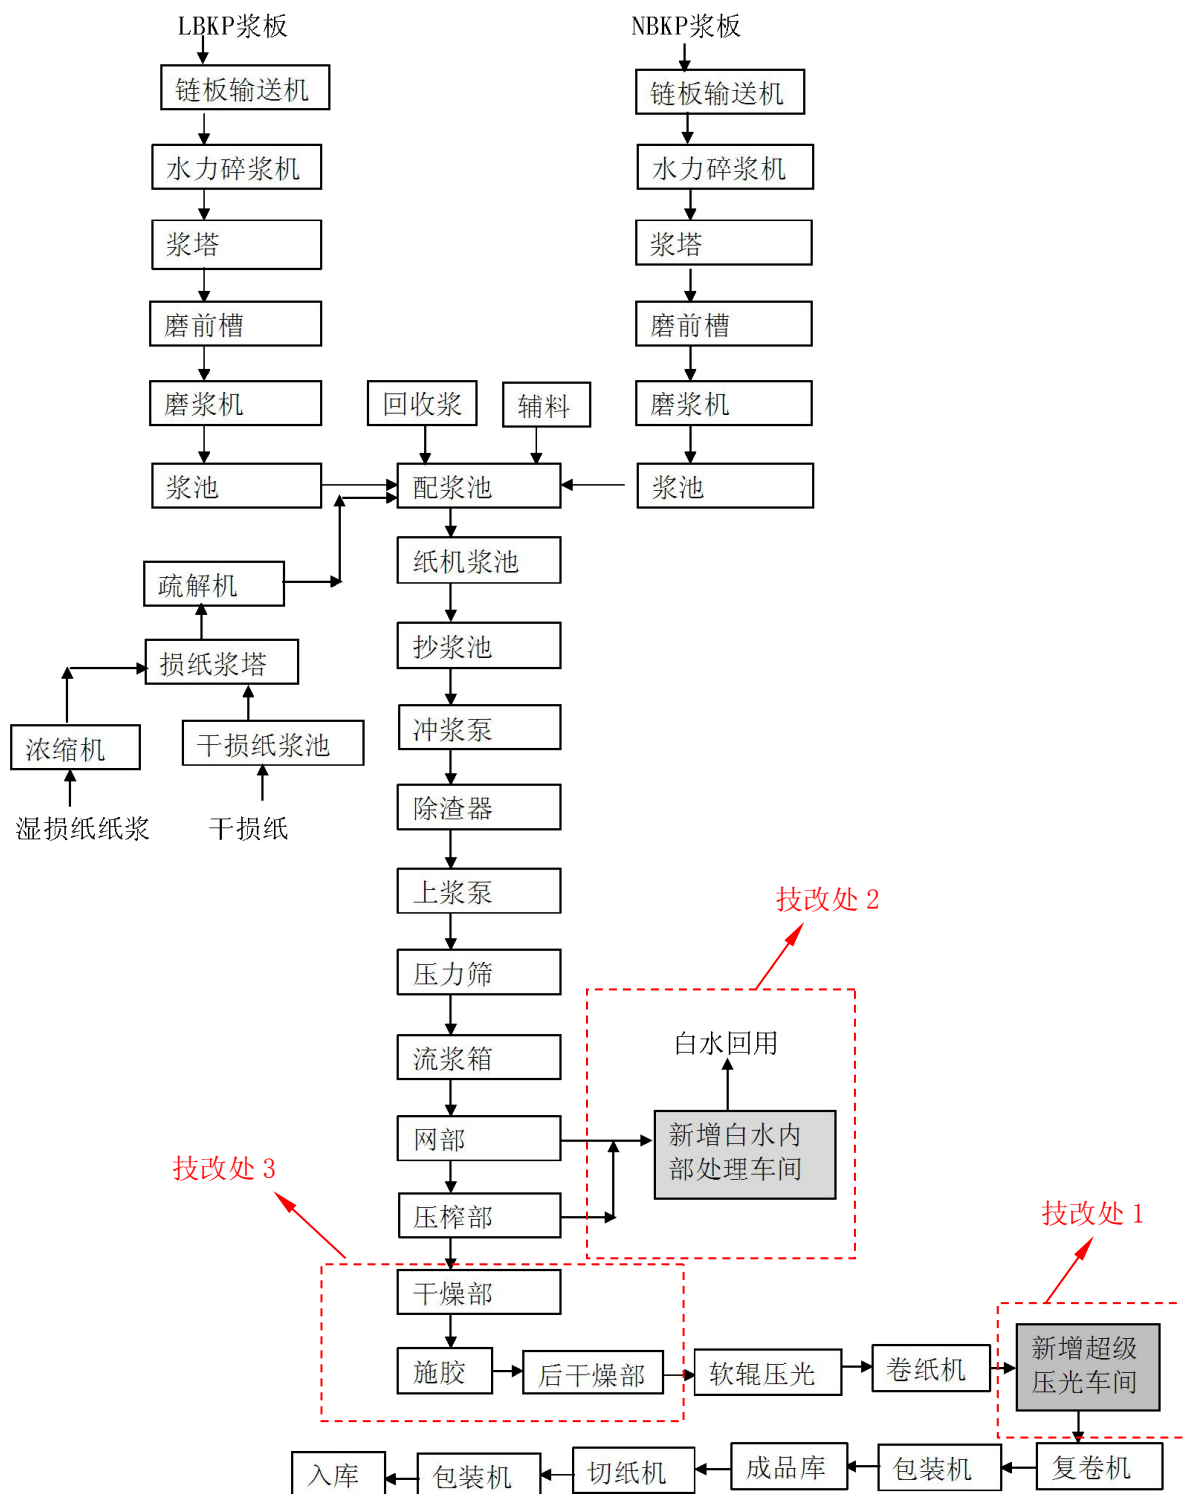 LBKP浆板
NBKP浆板
链板输送机
链板输送机
水力碎浆机
水力碎浆机
浆塔
浆塔
磨前槽
磨前槽
磨浆机
回收浆
辅料
磨浆机
浆池
配浆池
浆池
纸机浆池
疏解机
抄浆池
损纸浆塔
冲浆泵
浓缩机
干损纸浆池
除渣器
湿损纸纸浆
干损纸
上浆泵
技改处 2
压力筛
白水回用
流浆箱
网部
新增白水内
部处理车间
技改处 3
压榨部
技改处 1
干燥部
施胶
后干燥部
软辊压光
卷纸机
新增超级
压光车间
入库
包装机
切纸机
成品库
包装机
复卷机